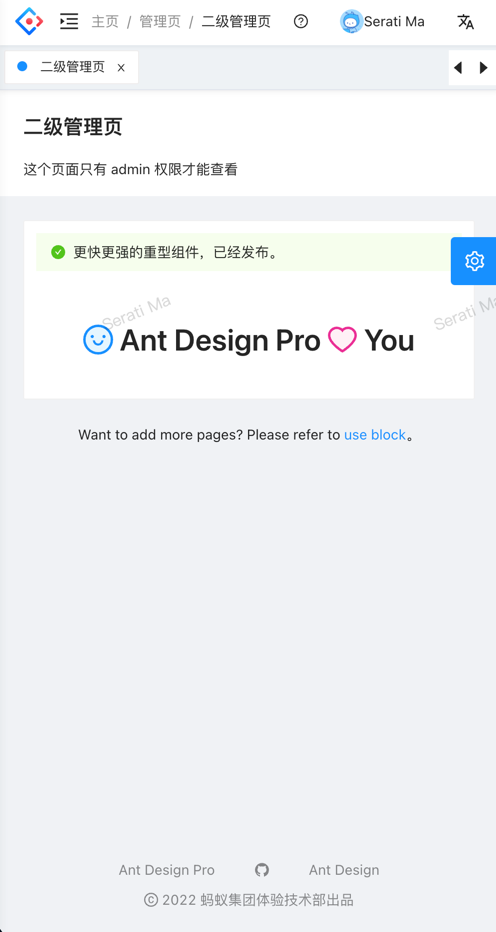 主页 / 管理页 / 二级管理页 Serati Ma
二级管理页 x
二级管理页
这个页面只有 admin 权限才能查看
更快更强的重型组件，已经发布。
Serati Ma
Serati Ma
Ant Design Pro You
Want to add more pages? Please refer to use block。
Ant Design Pro Ant Design
© 2022 蚂蚁集团体验技术部出品